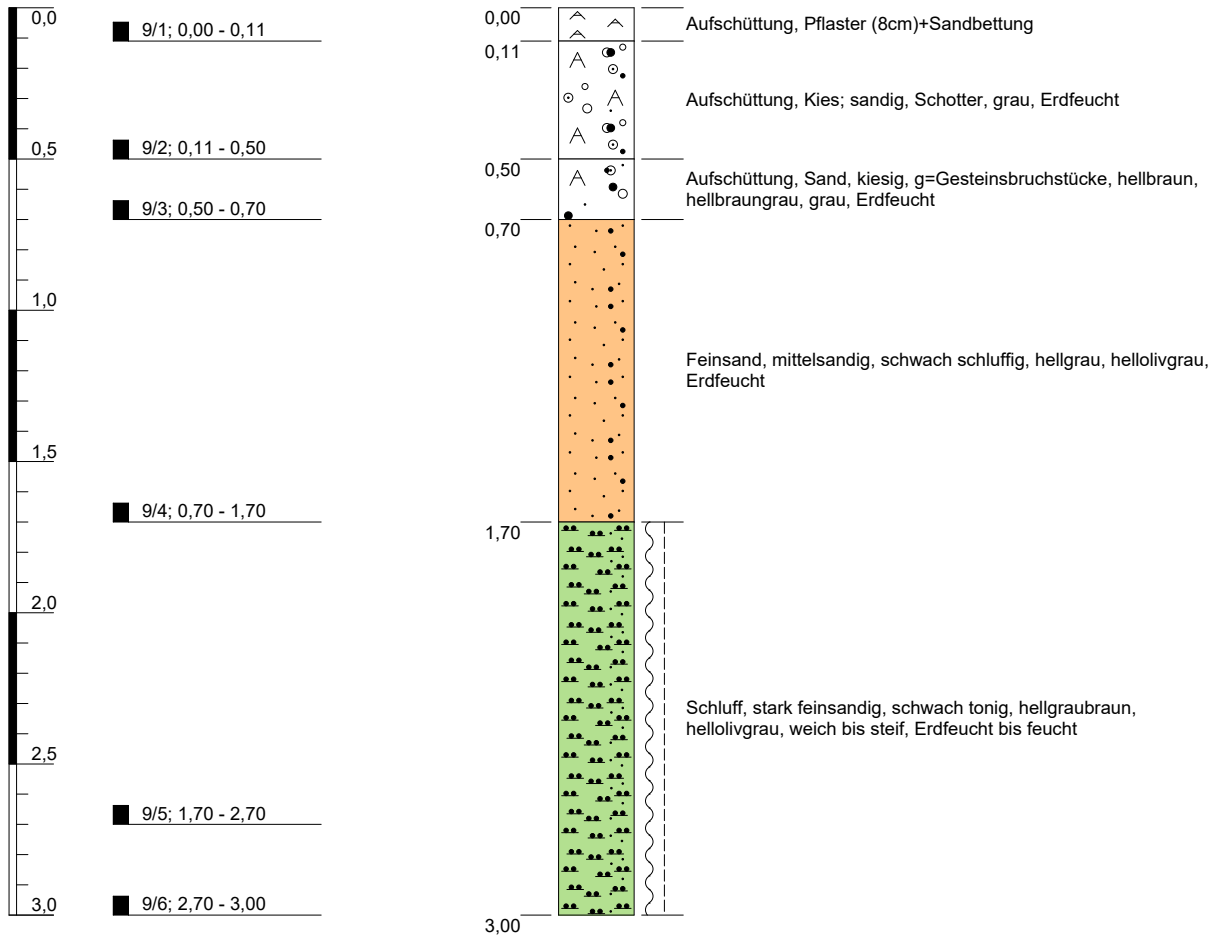 0,0
9/1; 0,00 - 0,11
0,00
Aufschüttung, Pflaster (8cm)+Sandbettung
0,11
Aufschüttung, Kies; sandig, Schotter, grau, Erdfeucht
0,5
9/2; 0,11 - 0,50
0,50
Aufschüttung, Sand, kiesig, g=Gesteinsbruchstücke, hellbraun,
hellbraungrau, grau, Erdfeucht
9/3; 0,50 - 0,70
0,70
1,0
Feinsand, mittelsandig, schwach schluffig, hellgrau, hellolivgrau,
Erdfeucht
1,5
9/4; 0,70 - 1,70
1,70
2,0
Schluff, stark feinsandig, schwach tonig, hellgraubraun,
hellolivgrau, weich bis steif, Erdfeucht bis feucht
2,5
9/5; 1,70 - 2,70
3,0
9/6; 2,70 - 3,00
3,00